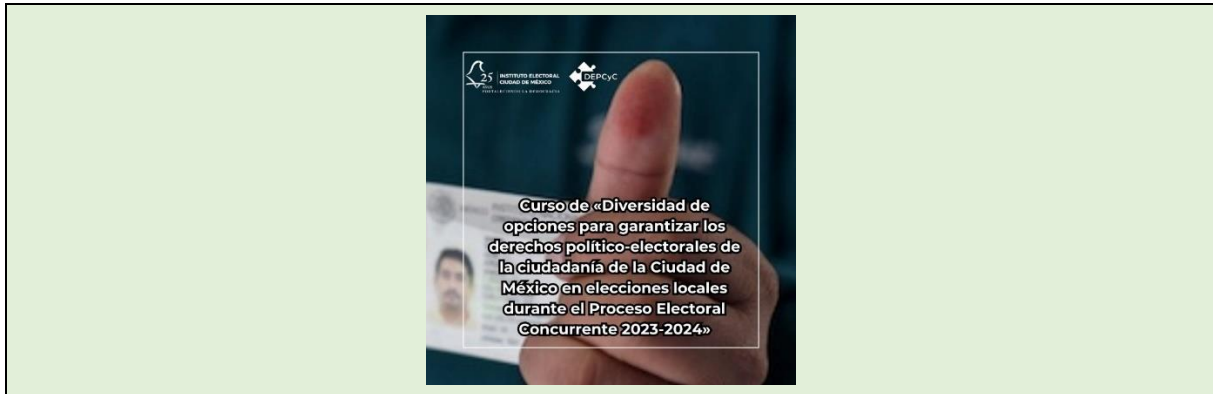 25
INSTITUTO ELECTORAL
CIUDAD DE MÉXICO
DEPCyC
Curso de «Diversidad de
opciones para garantizar los
derechos político-electorales de
la ciudadanía de la Ciudad de
México en elecciones locales
durante el Proceso Electoral
Concurrente 2023-2024»